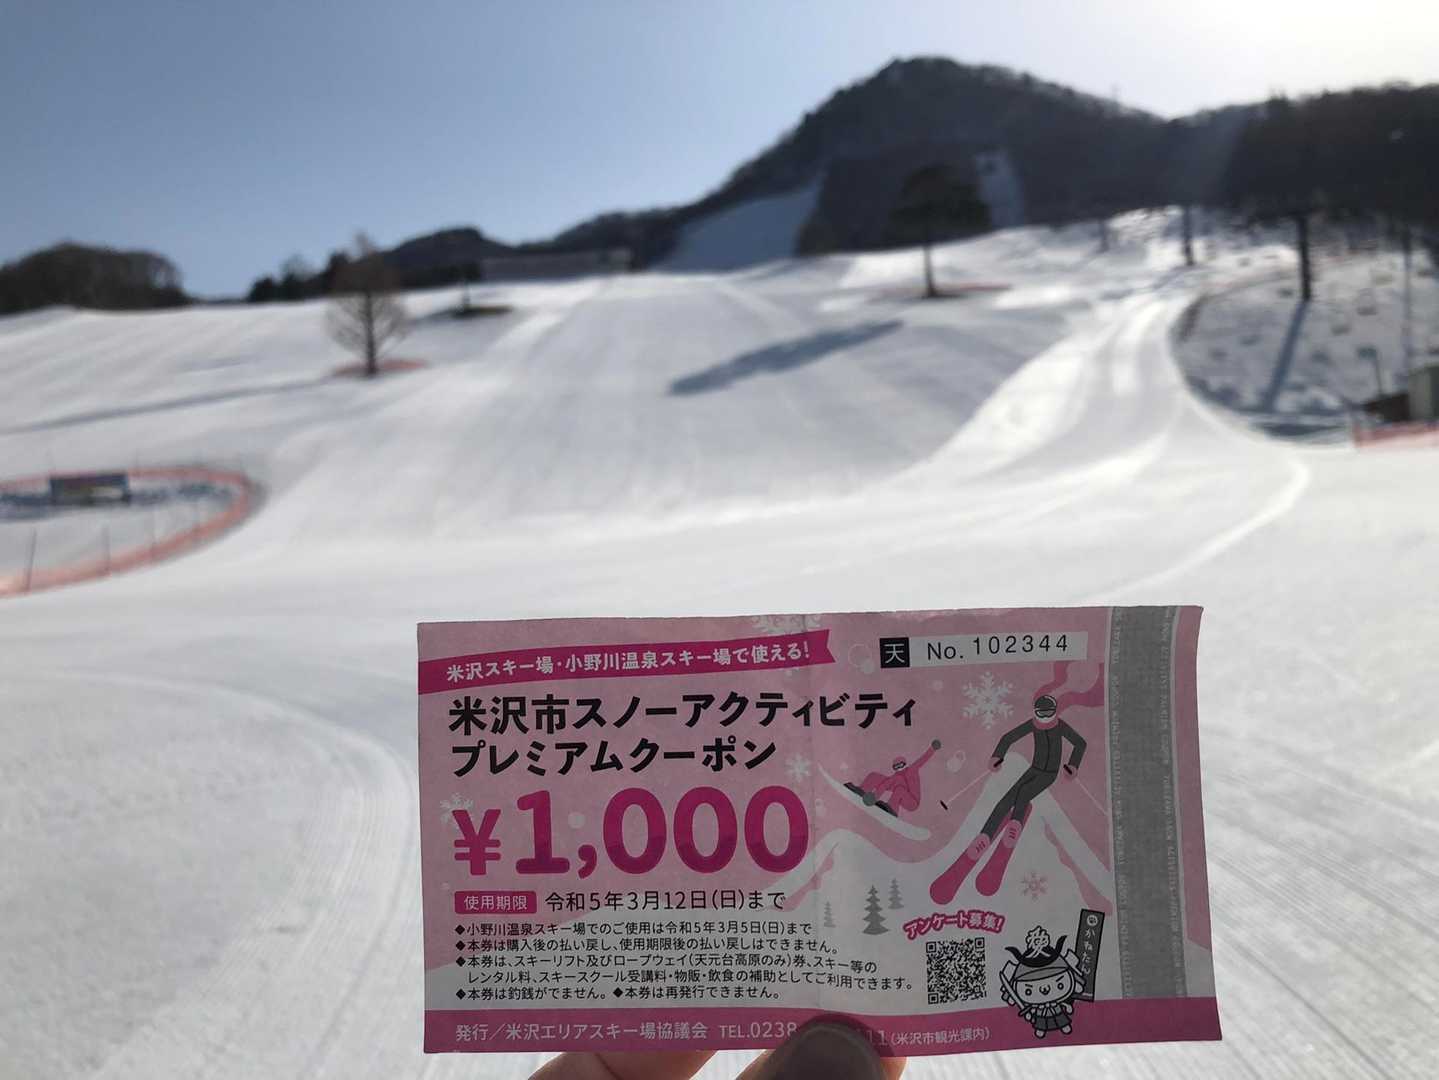 米沢スキー場・小野川温泉スキー場で使える!
天 No. 102344
米沢市スノーアクティビティ
プレミアムクーポン
¥1,000
使用期限 令和5年3月12日(日)まで
◆小野川温泉スキー場でのご使用は令和5年3月5日(日)まで
◆本券は購入後の払い戻し、使用期限後の払い戻しはできません。
◆本券は、スキーリフト及びロープウェイ(天元台高原のみ)券、スキー等の
レンタル料、スキースクール受講料・物販・飲食の補助としてご利用できます。
◆本券は釣銭がでません。◆本券は再発行できません。
アンケート募集!
かねたん
発行/米沢エリアスキー場協議会 TEL.0238 11(米沢市観光課内)